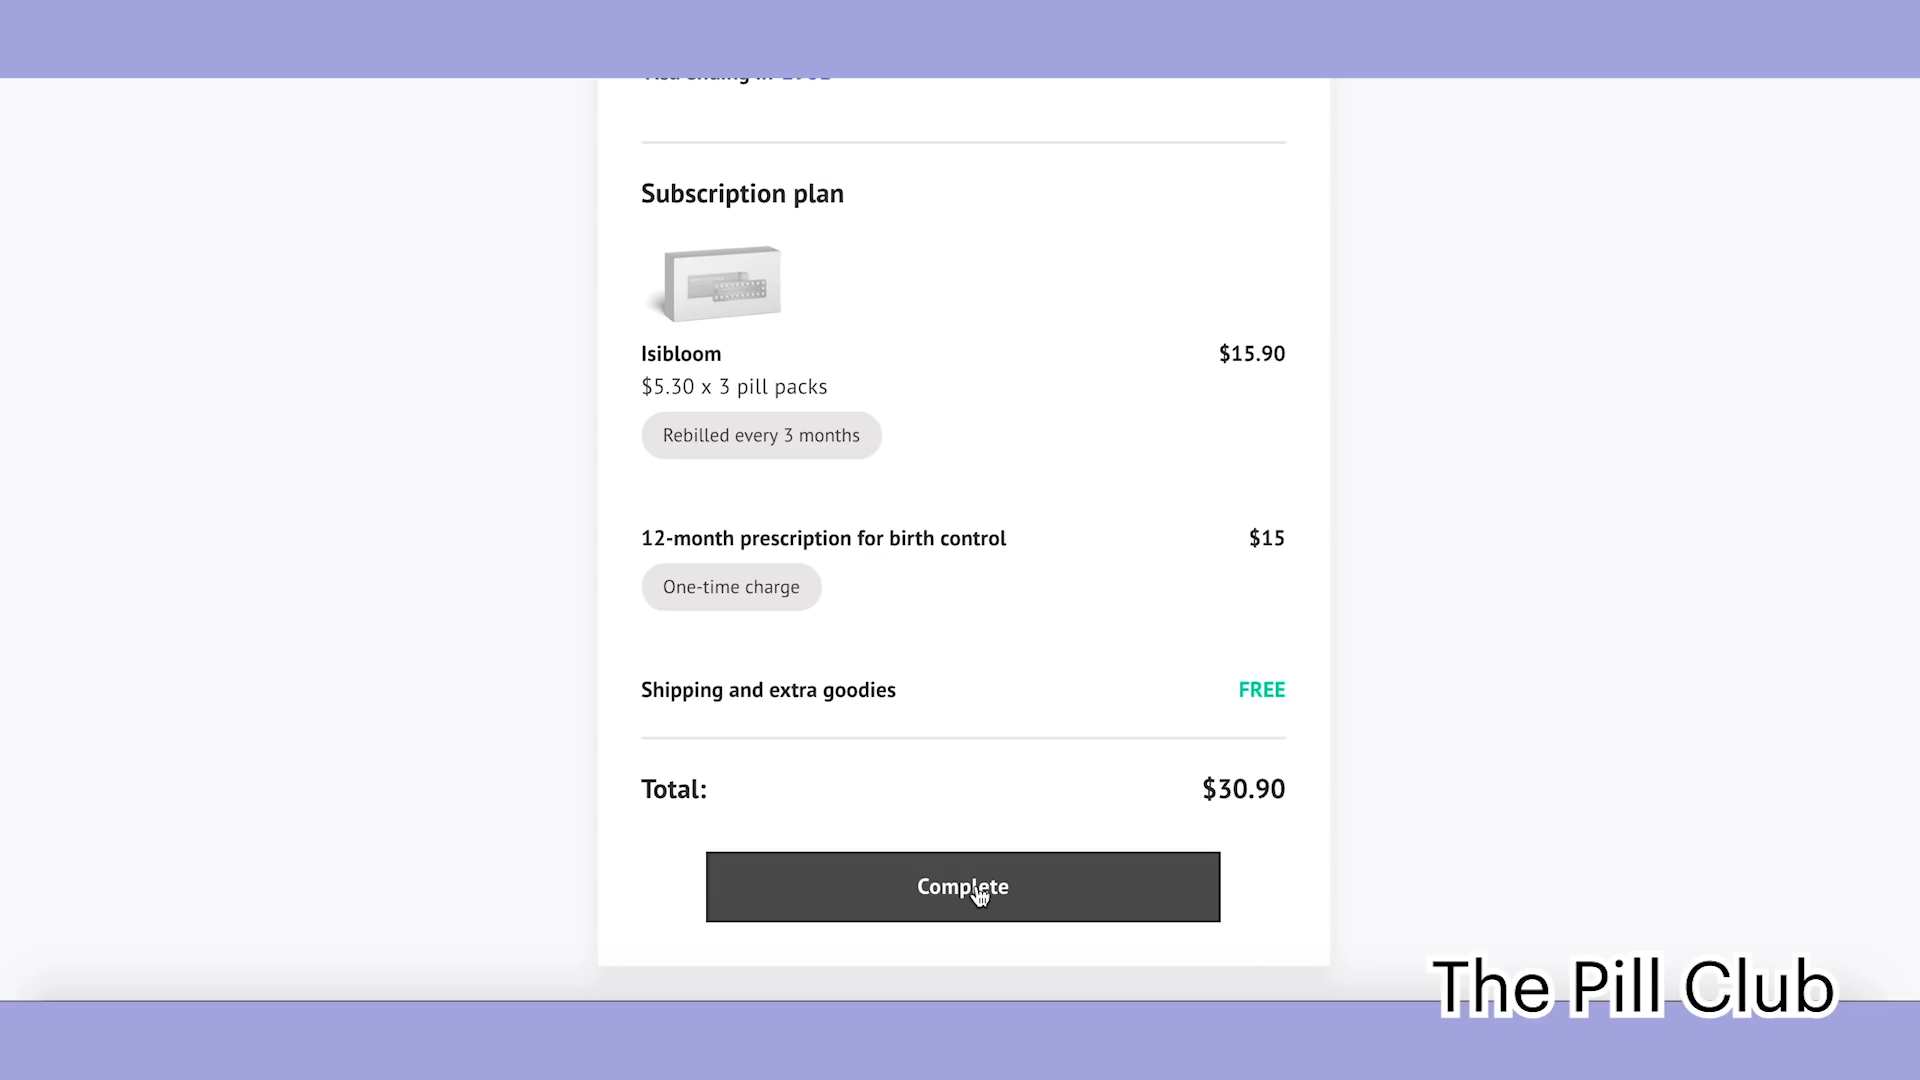 Subscription plan
Isibloom
$15.90
$5.30 x 3 pill packs
Rebilled every 3 months
12-month prescription for birth control
$15
One-time charge
Shipping and extra goodies
FREE
Total:
$30.90
Complete
The Pill Club